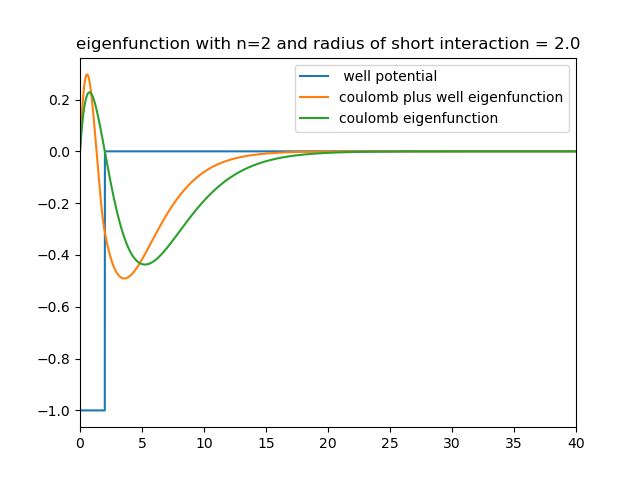 eigenfunction with n=2 and radius of short interaction = 2.0
well potential
coulomb plus well eigenfunction
coulomb eigenfunction
0.2
0.0
−0.2
−0.4
−0.6
−0.8
−1.0
0 5 10 15 20 25 30 35 40